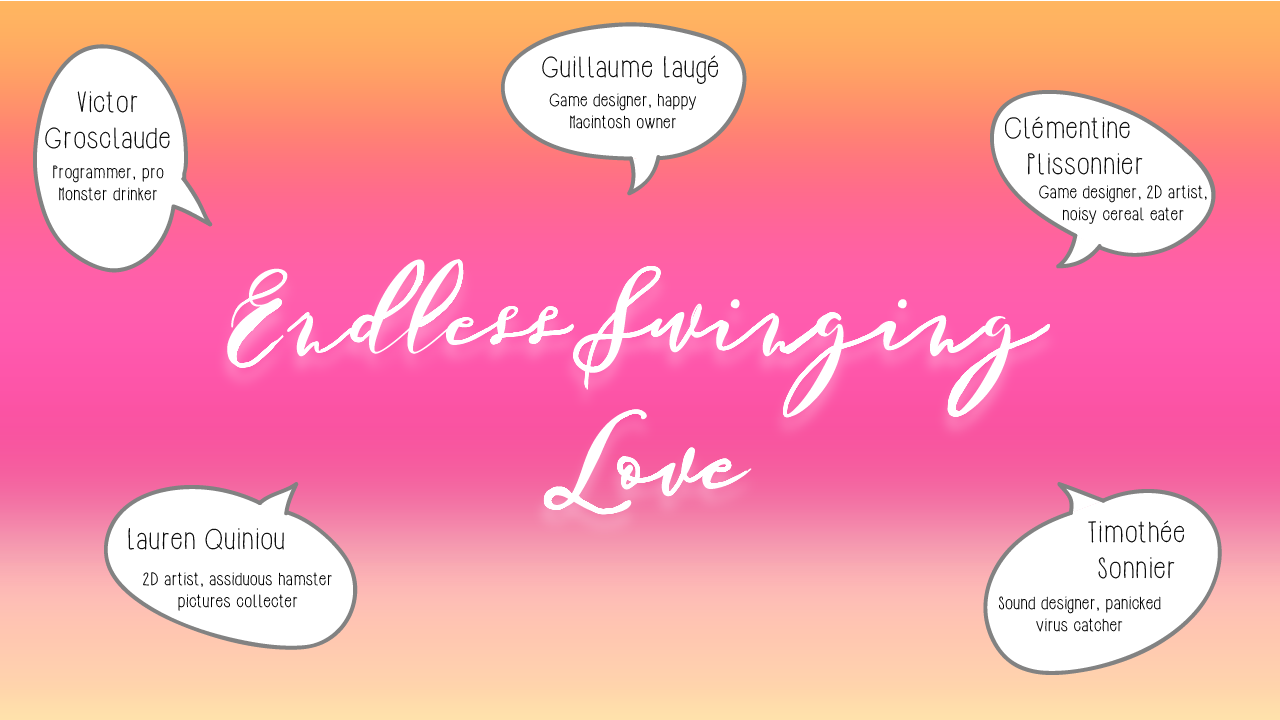 Victor
Grosclaude
Programmer, pro
Monster drinker
Guillaume Laugé
Game designer, happy
Macintosh owner
Clémentine
Plissonnier
Game designer, 2D artist,
noisy cereal eater
Endless Swinging
Love
Lauren Quiniou
2D artist, assiduous hamster
pictures collecter
Timothée
Sonnier
Sound designer, panicked
virus catcher